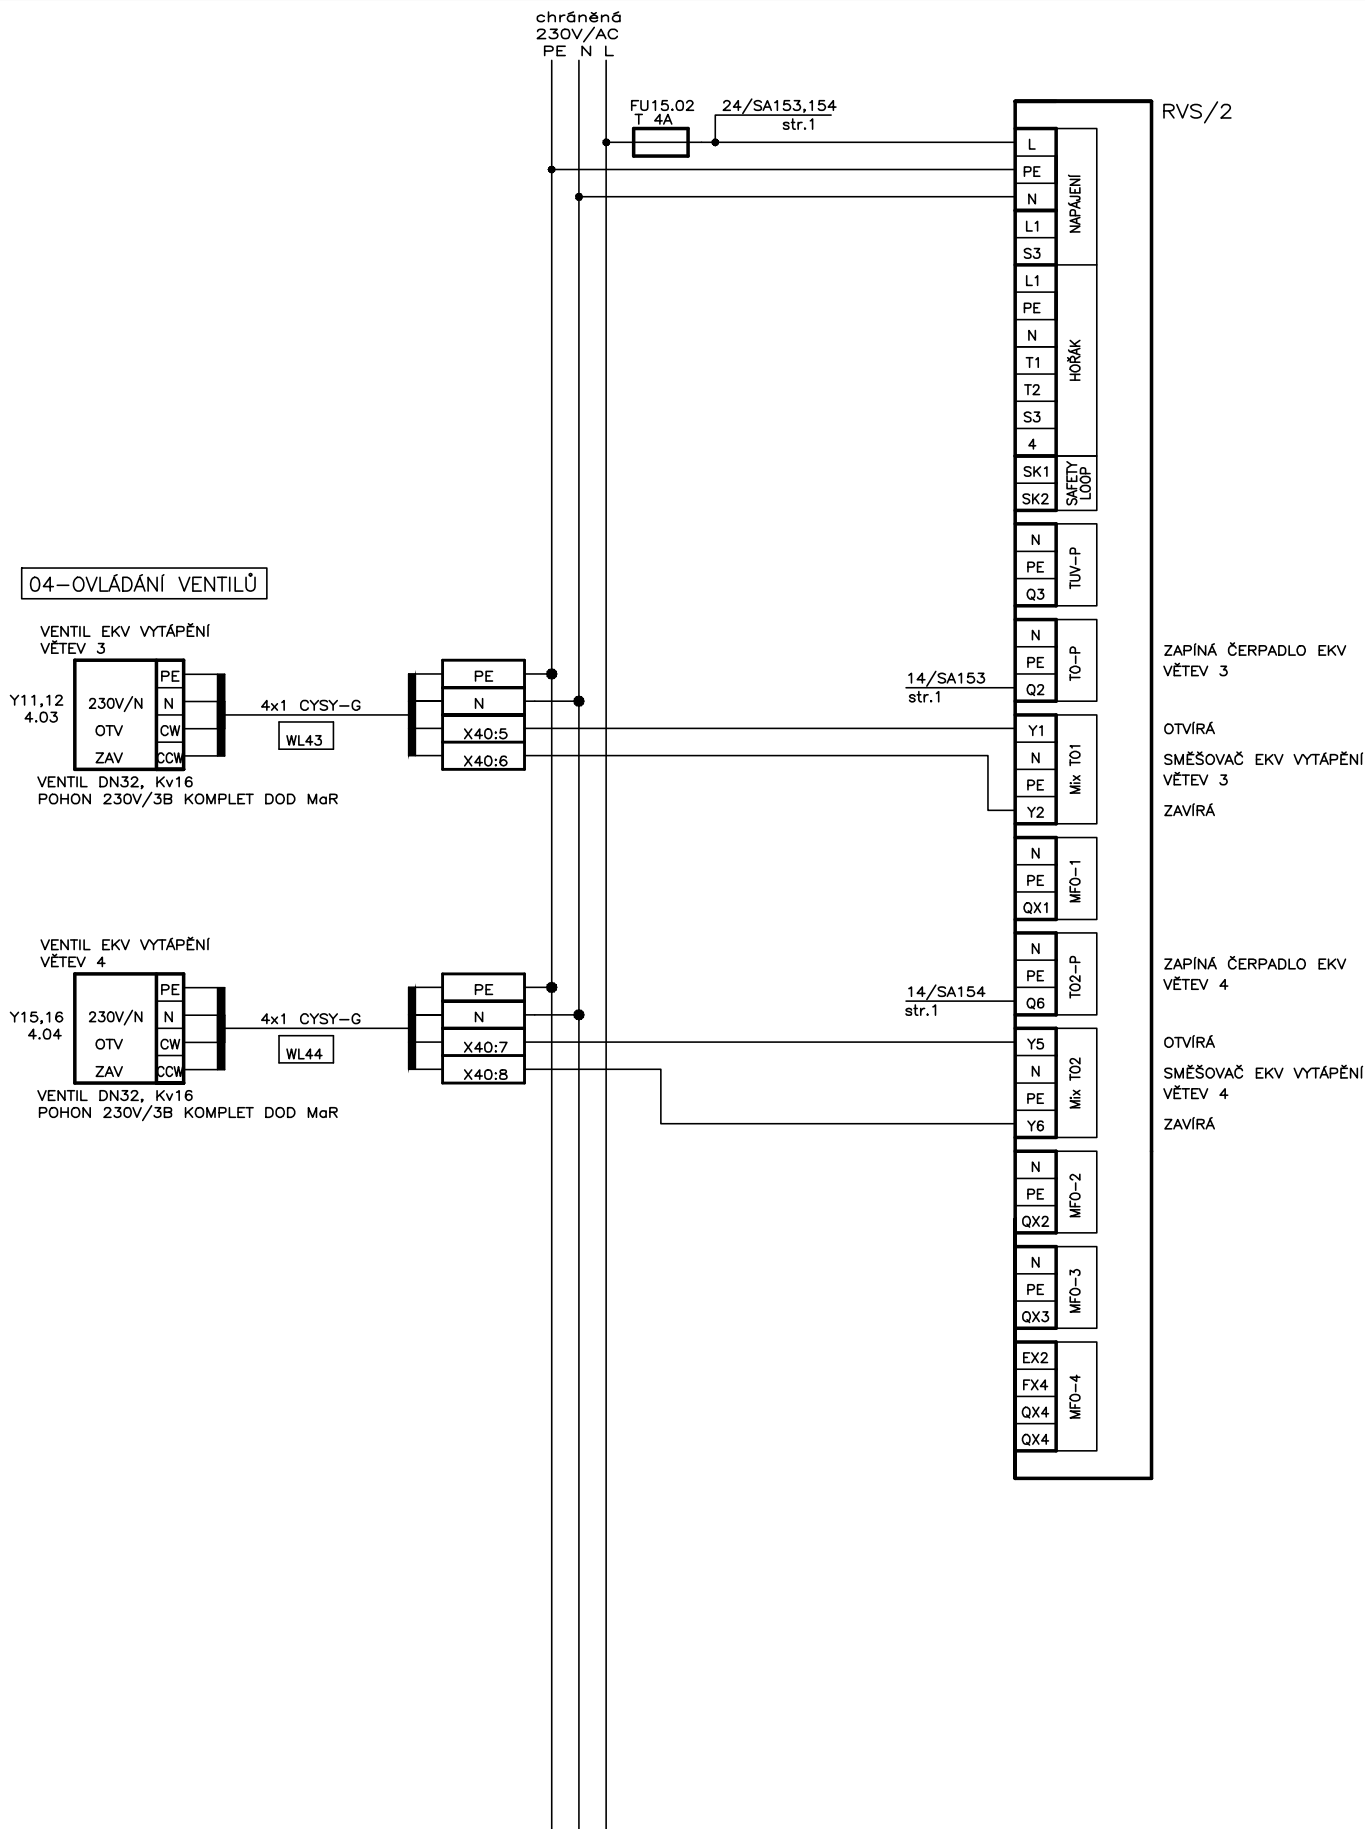 chráněná
230V/AC
PE N L
FU15.02
T 4A
24/SA153,154
str.1
RVS/2
L
PE
N
L1
S3
NAPÁJENÍ
L1
PE
N
T1
T2
S3
4
HOŘÁK
SK1
SK2
SAFETY
LOOP
N
PE
Q3
TUV-P
04-OVLÁDÁNÍ VENTILŮ
VENTIL EKV VYTÁPĚNÍ
VĚTEV 3
Y11,12
4.03
230V/N
OTV
ZAV
PE
N
CW
CCW
4x1 CYSY-G
WL43
PE
N
X40:5
X40:6
VENTIL DN32, Kv16
POHON 230V/3B KOMPLET DOD MaR
14/SA153
str.1
N
PE
Q2
TO-P
ZAPÍNÁ ČERPADLO EKV
VĚTEV 3
Y1
N
PE
Y2
Mix TO1
OTVÍRÁ
SMĚŠOVAČ EKV VYTÁPĚNÍ
VĚTEV 3
ZAVÍRÁ
N
PE
QX1
MFO-1
VENTIL EKV VYTÁPĚNÍ
VĚTEV 4
Y15,16
4.04
230V/N
OTV
ZAV
PE
N
CW
CCW
4x1 CYSY-G
WL44
PE
N
X40:7
X40:8
VENTIL DN32, Kv16
POHON 230V/3B KOMPLET DOD MaR
14/SA154
str.1
N
PE
Q6
TO2-P
ZAPÍNÁ ČERPADLO EKV
VĚTEV 4
Y5
N
PE
Y6
Mix TO2
OTVÍRÁ
SMĚŠOVAČ EKV VYTÁPĚNÍ
VĚTEV 4
ZAVÍRÁ
N
PE
QX2
MFO-2
N
PE
QX3
MFO-3
EX2
FX4
QX4
QX4
MFO-4